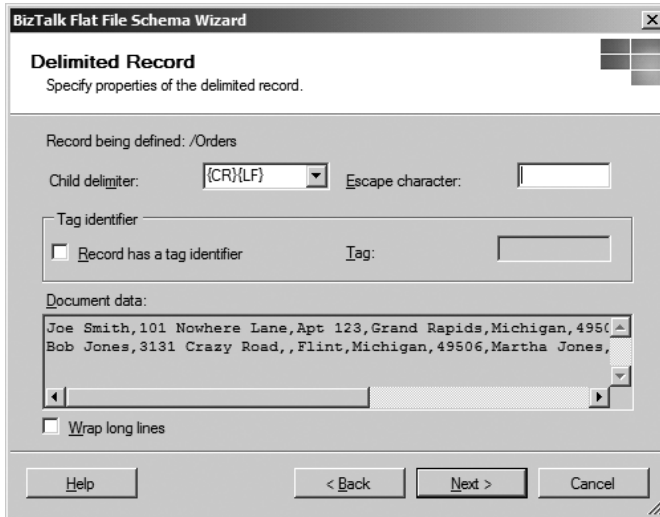 BizTalk Flat File Schema Wizard
Delimited Record
Specify properties of the delimited record.
Record being defined: /Orders
Child delimiter: {CR}{LF} Escape character:
Tag identifier
Record has a tag identifier Tag:
Document data:
Joe Smith,101 Nowhere Lane,Apt 123,Grand Rapids,Michigan,495
Bob Jones,3131 Crazy Road,,Flint,Michigan,49506,Martha Jones,
Wrap long lines
Help < Back Next > Cancel